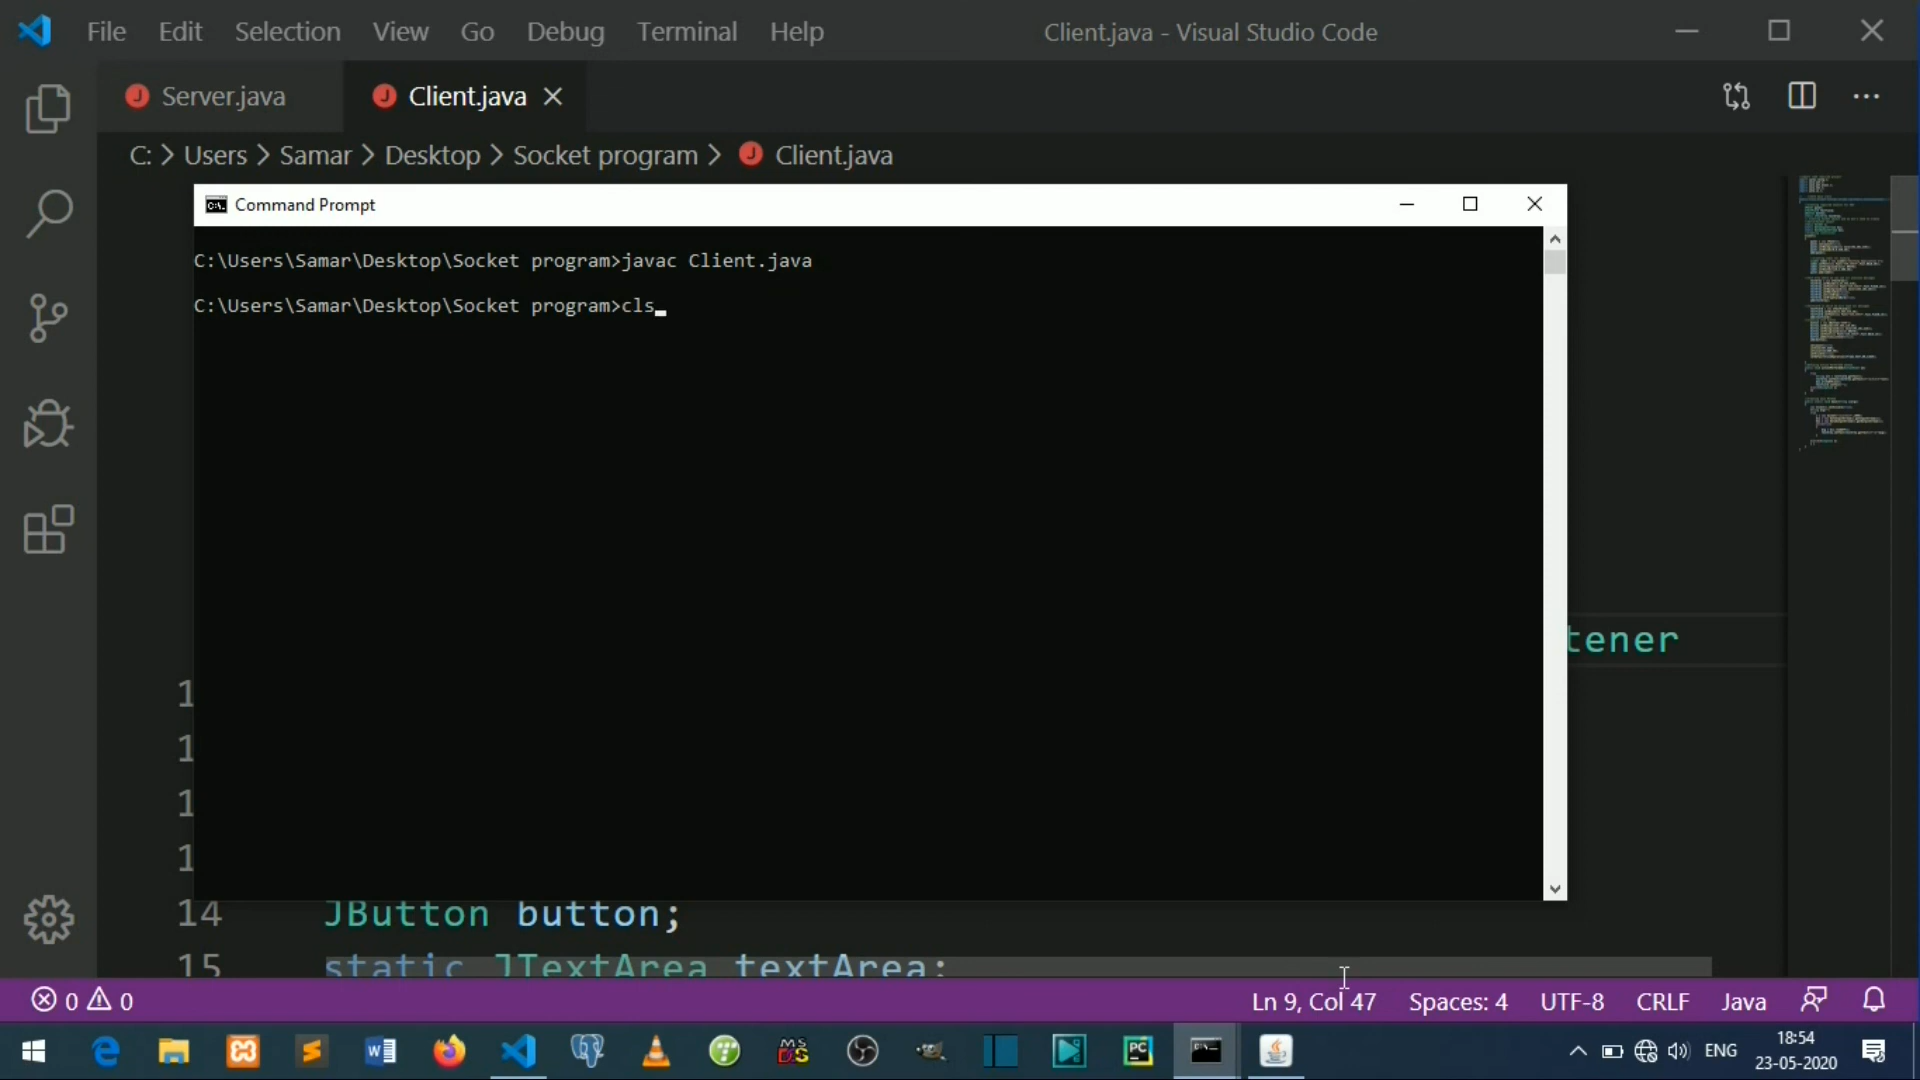 File Edit Selection View Go Debug Terminal Help
Client.java - Visual Studio Code
Server.java
Client.java
C: > Users > Samar > Desktop > Socket program > Client.java
Command Prompt
C:\Users\Samar\Desktop\Socket program>javac Client.java
C:\Users\Samar\Desktop\Socket program>cls
tener
1
1
1
1
14 JButton button;
15 static JTextArea textArea;
0 0
Ln 9, Col 47 Spaces: 4 UTF-8 CRLF Java
ENG
18:54
23-05-2020